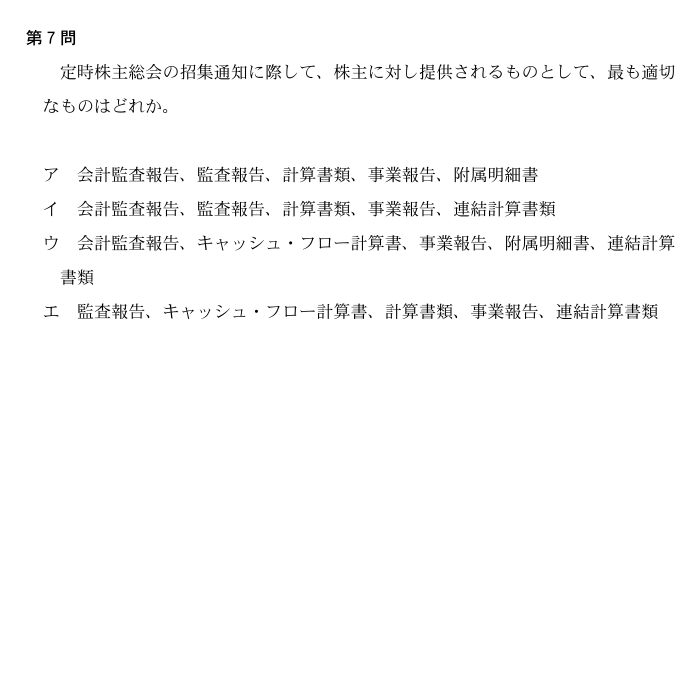 第7問
定時株主総会の招集通知に際して、株主に対し提供されるものとして、最も適切
なものはどれか。
ア　会計監査報告、監査報告、計算書類、事業報告、附属明細書
イ　会計監査報告、監査報告、計算書類、事業報告、連結計算書類
ウ　会計監査報告、キャッシュ・フロー計算書、事業報告、附属明細書、連結計算
書類
エ　監査報告、キャッシュ・フロー計算書、計算書類、事業報告、連結計算書類